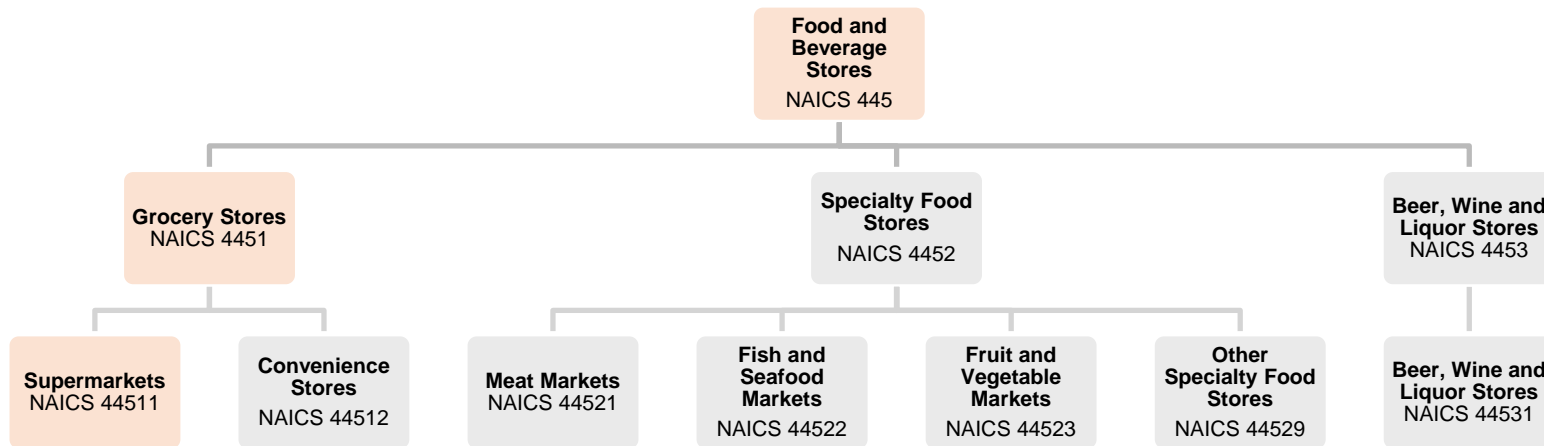 Food and
Beverage
Stores
NAICS 445
Grocery Stores
NAICS 4451
Specialty Food
Stores
NAICS 4452
Beer, Wine and
Liquor Stores
NAICS 4453
Supermarkets
NAICS 44511
Convenience
Stores
NAICS 44512
Meat Markets
NAICS 44521
Fish and
Seafood
Markets
NAICS 44522
Fruit and
Vegetable
Markets
NAICS 44523
Other
Specialty Food
Stores
NAICS 44529
Beer, Wine and
Liquor Stores
NAICS 44531